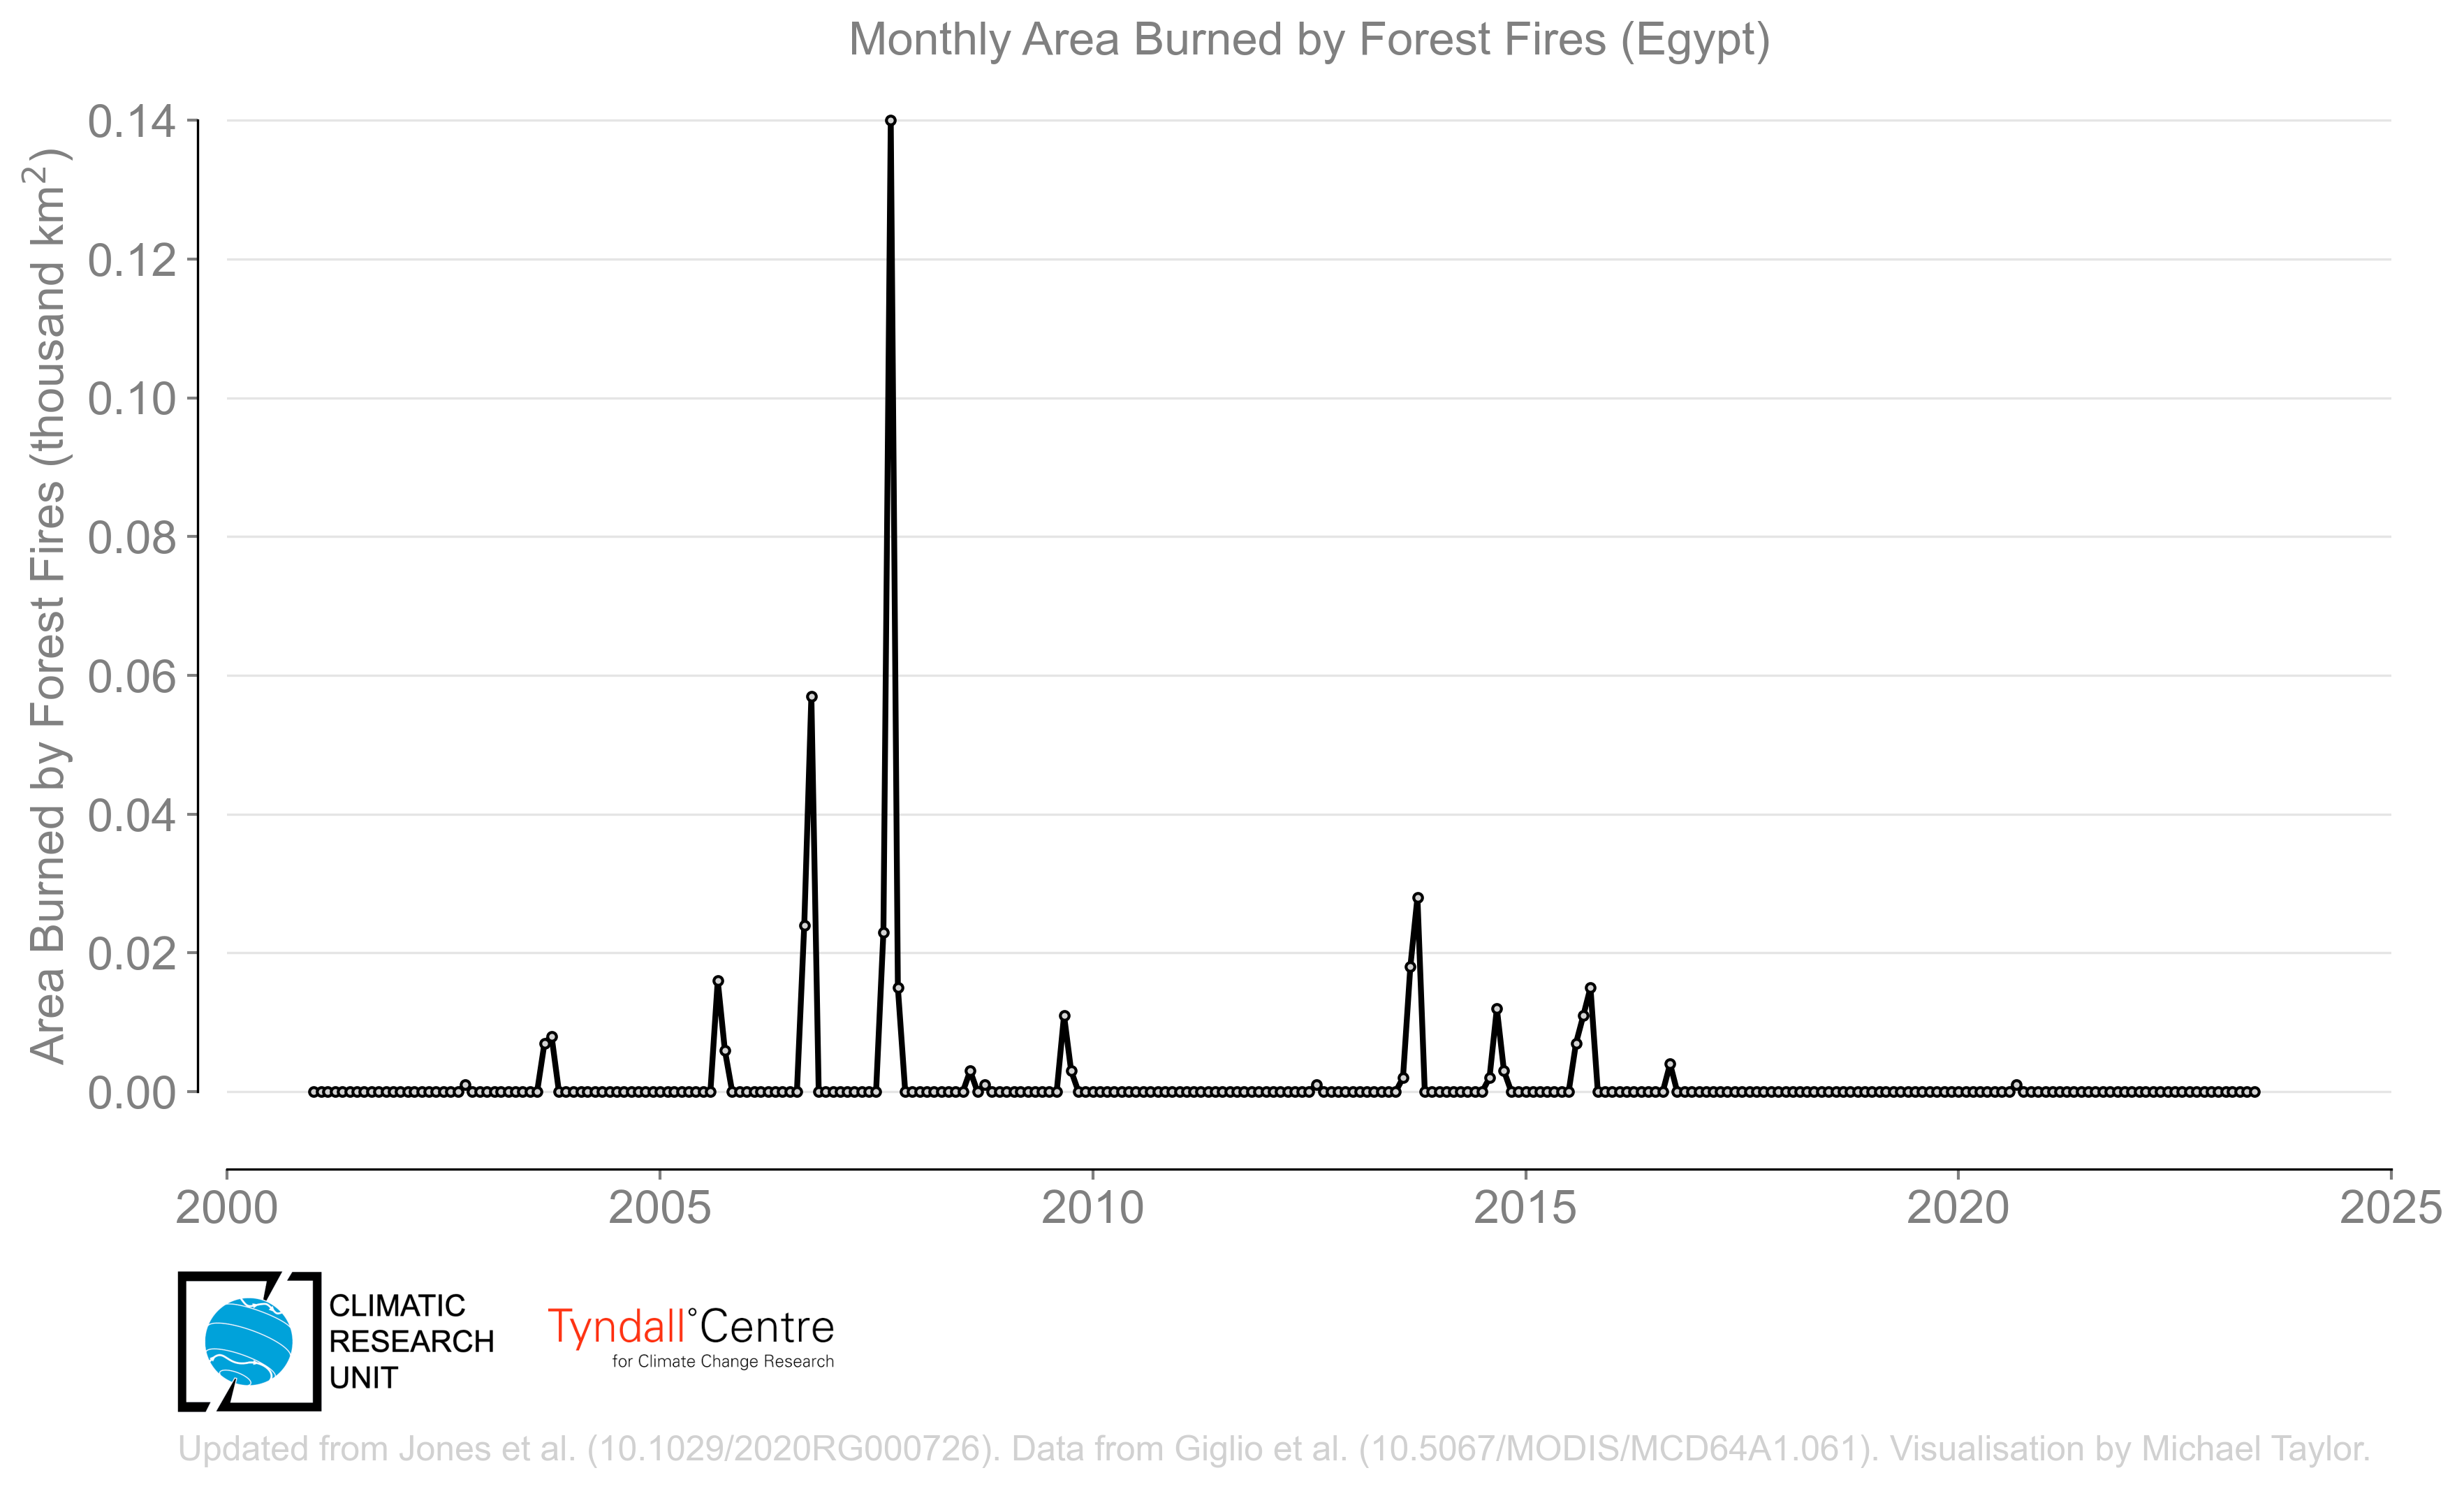 Monthly Area Burned by Forest Fires (Egypt)
Area Burned by Forest Fires (thousand km²)
0.14
0.12
0.10
0.08
0.06
0.04
0.02
0.00
2000 2005 2010 2015 2020 2025
CLIMATIC
RESEARCH
UNIT
Tyndall°Centre
for Climate Change Research
Updated from Jones et al. (10.1029/2020RG000726). Data from Giglio et al. (10.5067/MODIS/MCD64A1.061). Visualisation by Michael Taylor.